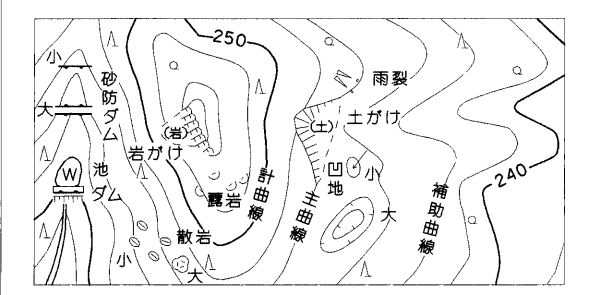 小
250
雨裂
砂防ダム
大
(岩)
(土)
土がけ
岩がけ
W
池
ダム
凹地
小
240
露岩
計曲線
主曲線
大
補助曲線
散岩
小
大